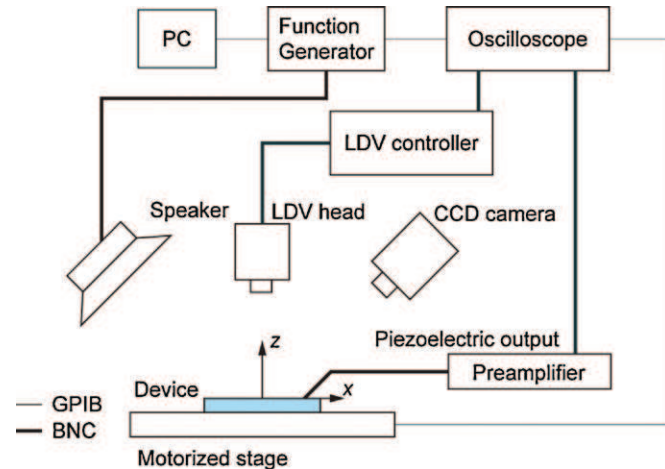 PC
Function
Generator
Oscilloscope
LDV controller
Speaker
LDV head
CCD camera
z
Piezoelectric output
Device
x
Preamplifier
GPIB
BNC
Motorized stage